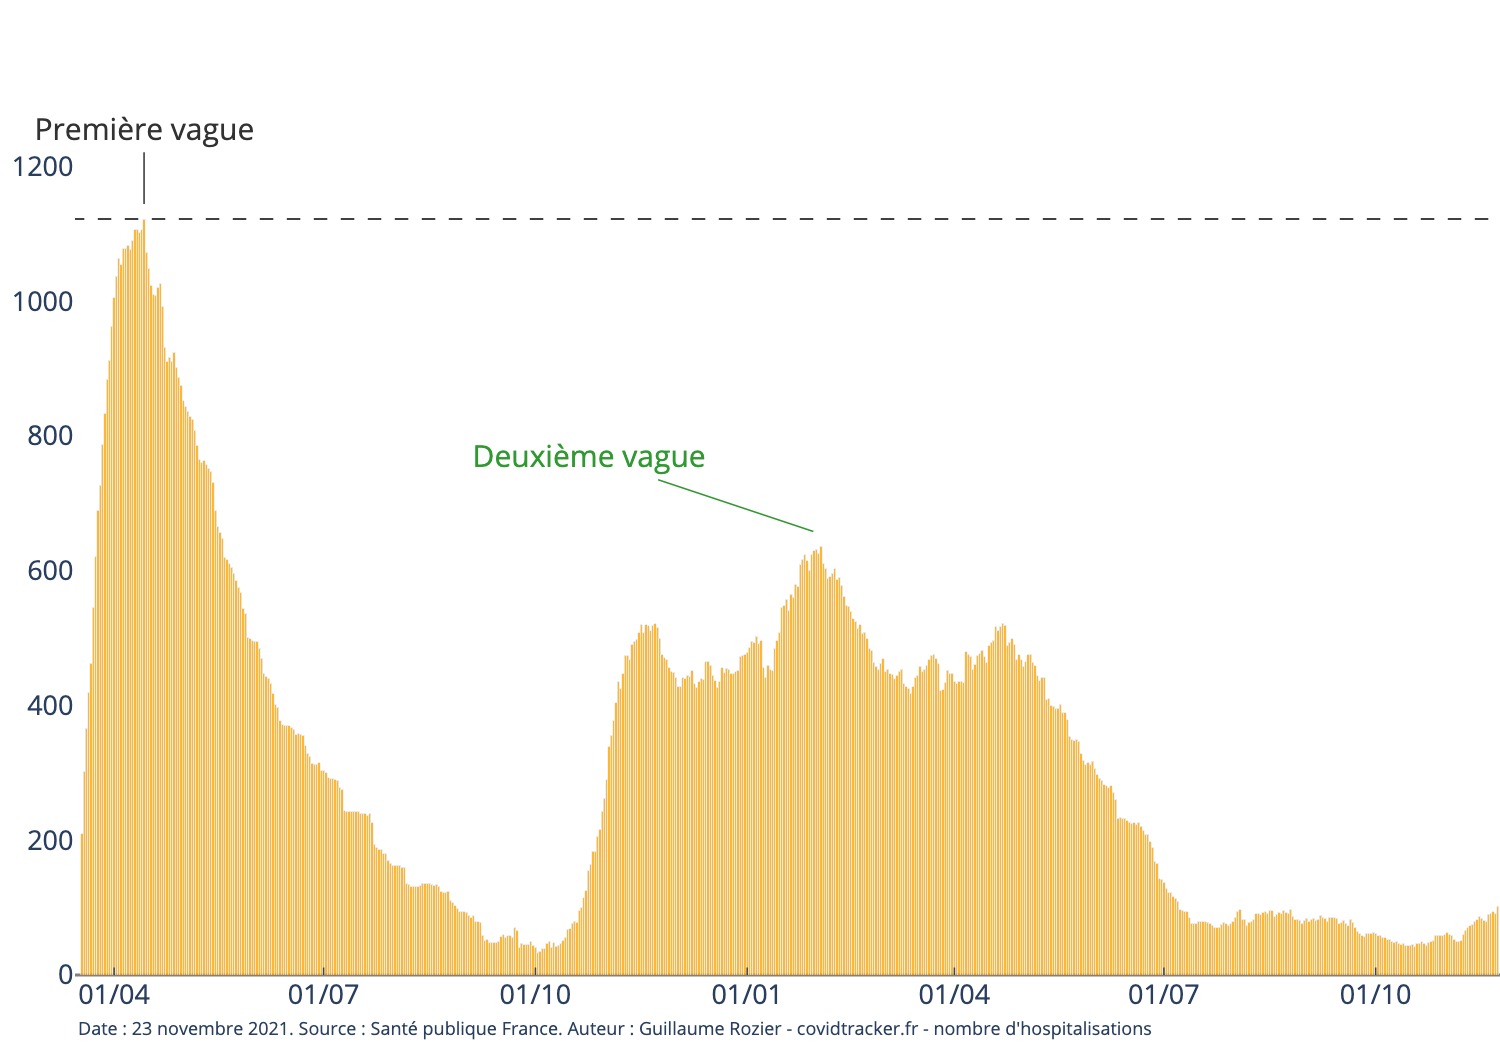 Première vague
1200
1000
800
Deuxième vague
600
400
200
0
01/04 01/07 01/10 01/01 01/04 01/07 01/10
Date : 23 novembre 2021. Source : Santé publique France. Auteur : Guillaume Rozier - covidtracker.fr - nombre d'hospitalisations